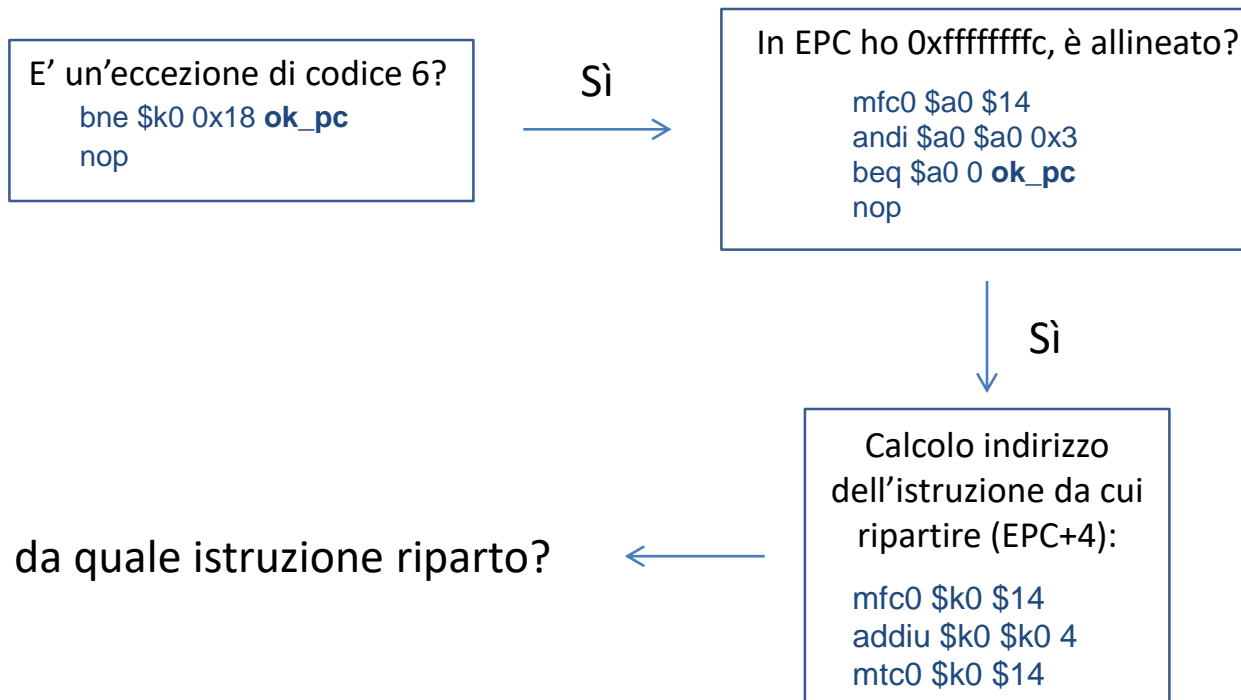 E’ un’eccezione di codice 6?
bne $k0 0x18 ok_pc
nop
Sì
In EPC ho 0xfffffffffc, è allineato?
mfc0 $a0 $14
andi $a0 $a0 0x3
beq $a0 0 ok_pc
nop
Sì
Calcolo indirizzo
dell’istruzione da cui
ripartire (EPC+4):
mfc0 $k0 $14
addiu $k0 $k0 4
mtc0 $k0 $14
da quale istruzione riparto?